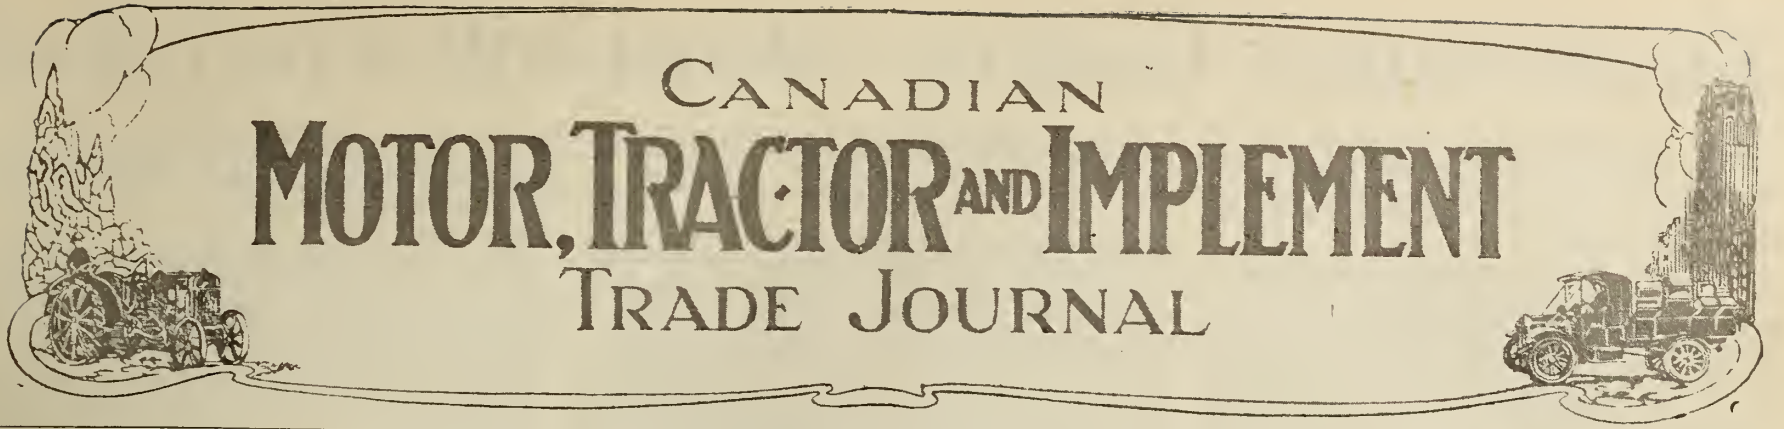 CANADIAN
MOTOR, TRACTOR AND IMPLEMENT
TRADE JOURNAL